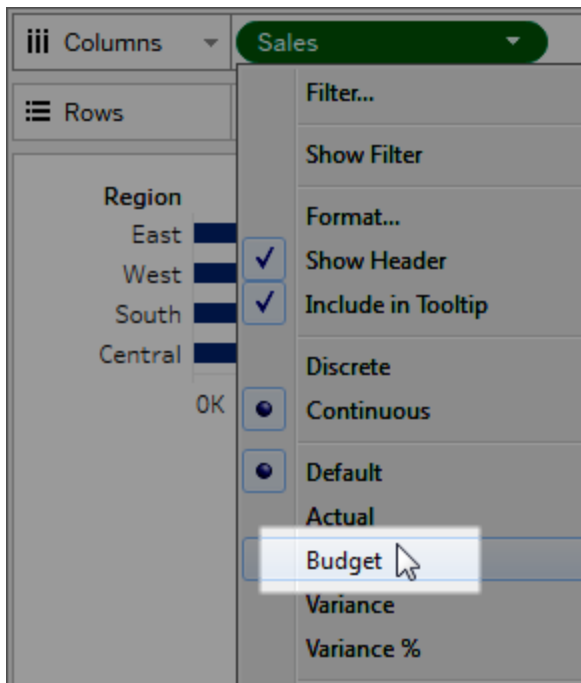 Columns
Sales
Rows
Filter...
Show Filter
Format...
Show Header
Include in Tooltip
Discrete
Continuous
Default
Actual
Budget
Variance
Variance %
Region
East
West
South
Central
0K